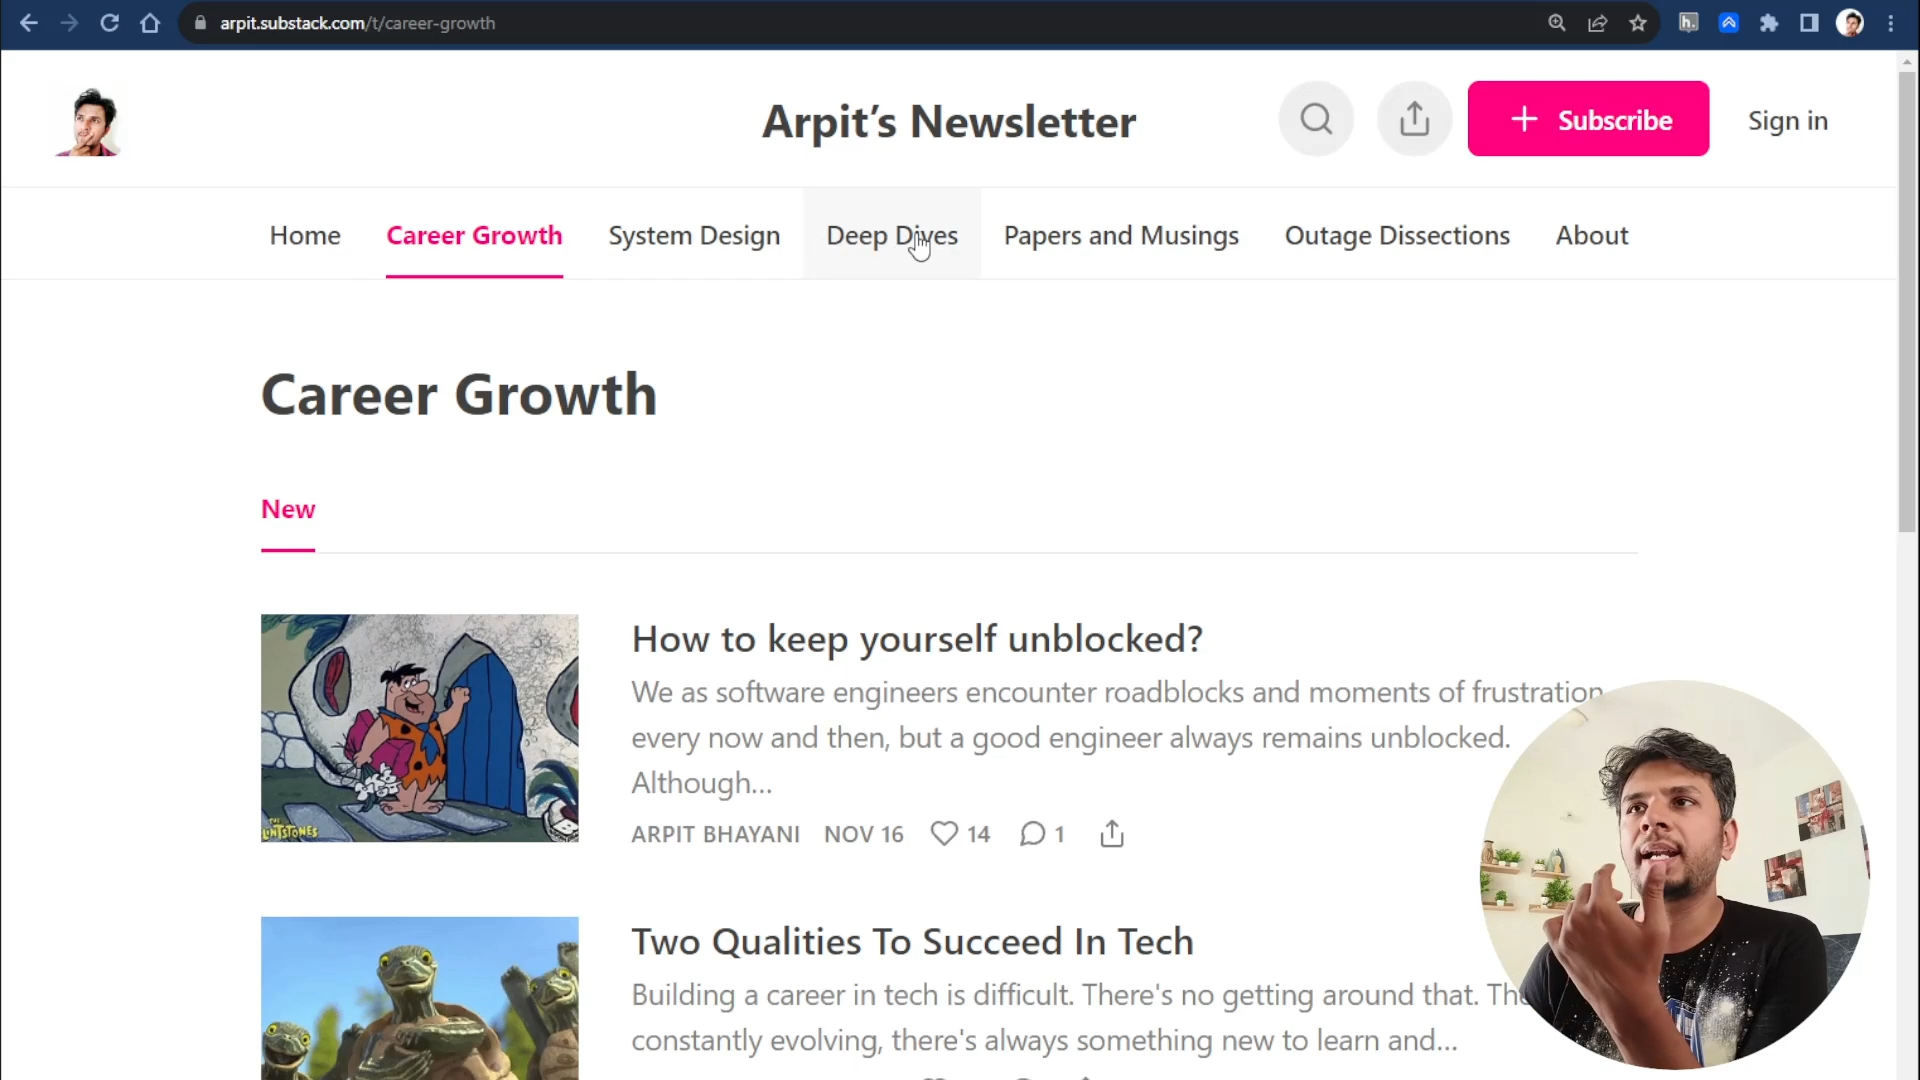 arpit.substack.com/t/career-growth
h.
Arpit's Newsletter
Subscribe
Sign in
Home
Career Growth
System Design
Deep Dives
Papers and Musings
Outage Dissections
About
Career Growth
New
How to keep yourself unblocked?
We as software engineers encounter roadblocks and moments of frustration
every now and then, but a good engineer always remains unblocked.
Although...
ARPIT BHAYANI NOV 16 14 1
Two Qualities To Succeed In Tech
Building a career in tech is difficult. There's no getting around that.
constantly evolving, there's always something new to learn and...